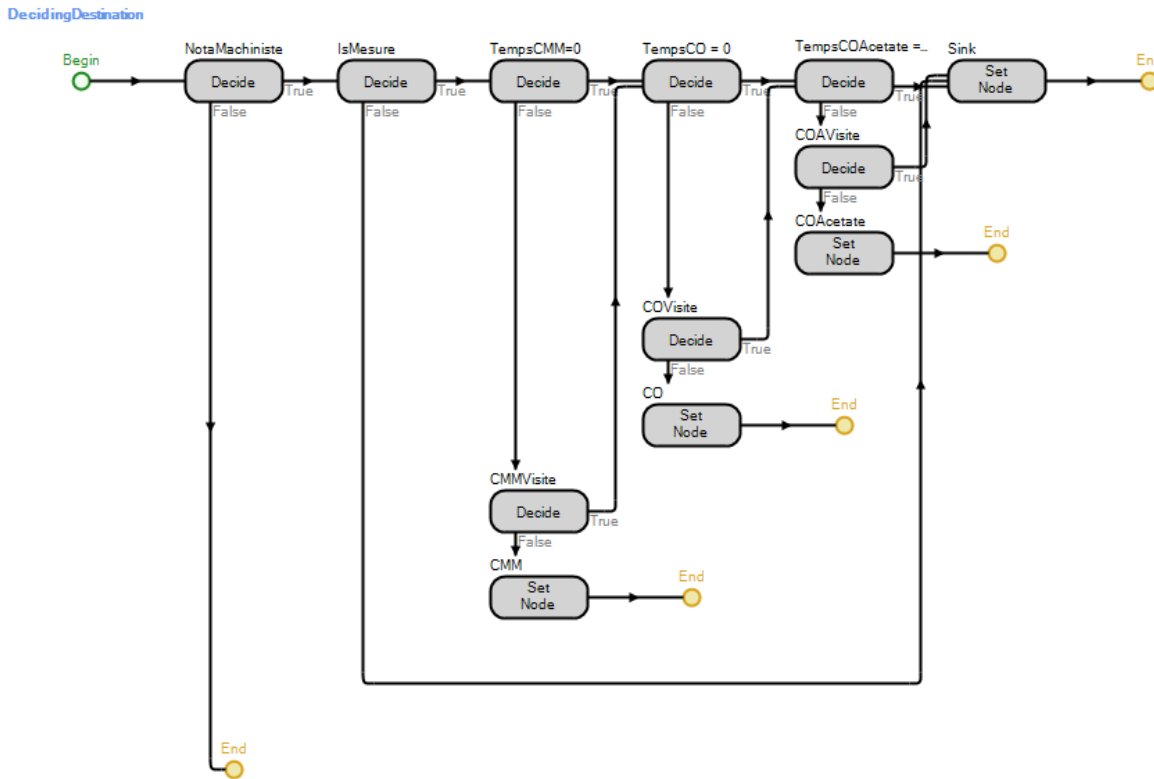 DecidingDestination
Begin
NotaMachiniste
Decide
True
False
IsMesure
Decide
True
False
TempsCMM=0
Decide
True
False
TempsCO = 0
Decide
True
False
TempsCOAcetate =...
Decide
True
False
Sink
Set
Node
End
COAVisite
Decide
True
False
COAcetate
Set
Node
End
COVisite
Decide
True
False
CO
Set
Node
End
CMMVisite
Decide
True
False
CMM
Set
Node
End
End